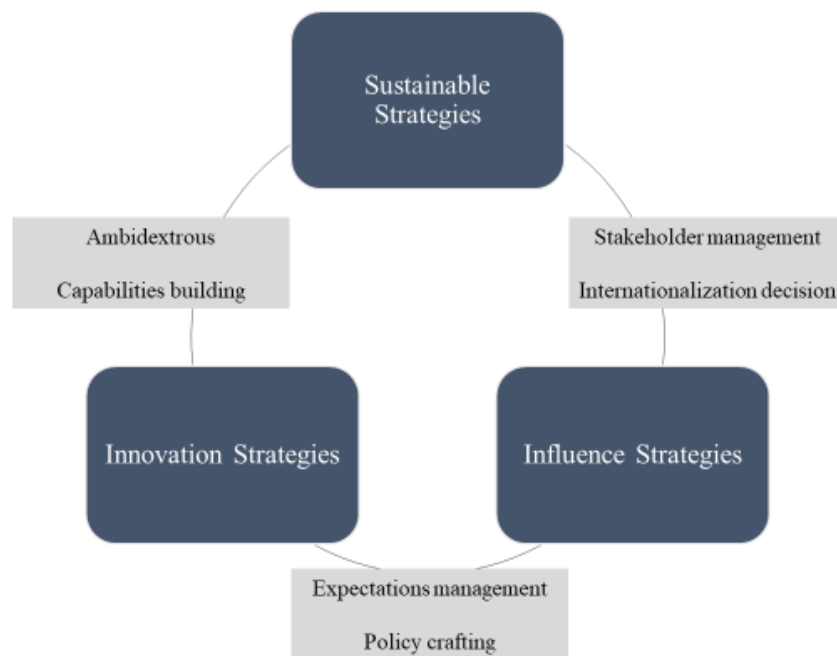 Sustainable
Strategies
Ambidextrous
Capabilities building
Stakeholder management
Internationalization decision
Innovation Strategies
Influence Strategies
Expectations management
Policy crafting